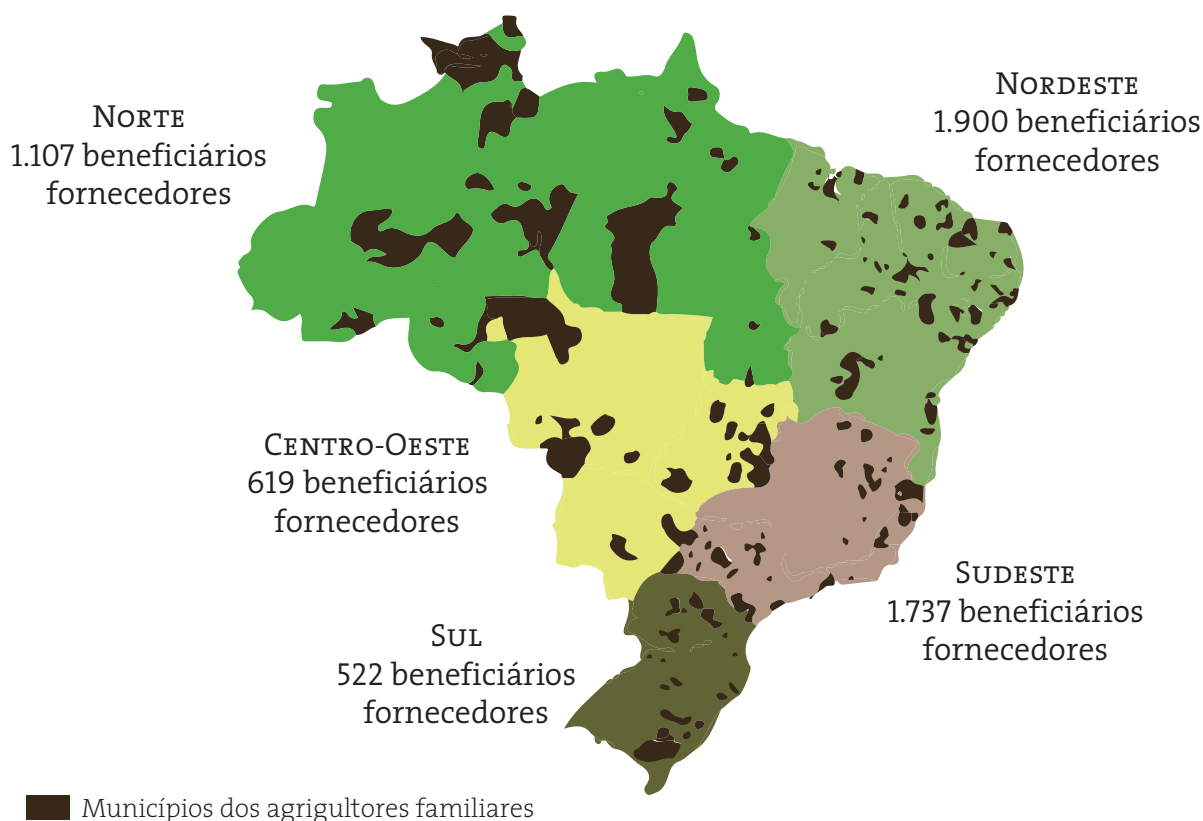 NORTE
1.107 beneficiários
fornecedores
NORDESTE
1.900 beneficiários
fornecedores
CENTRO-OESTE
619 beneficiários
fornecedores
SUDESTE
1.737 beneficiários
fornecedores
SUL
522 beneficiários
fornecedores
Municípios dos agrigultores familiares